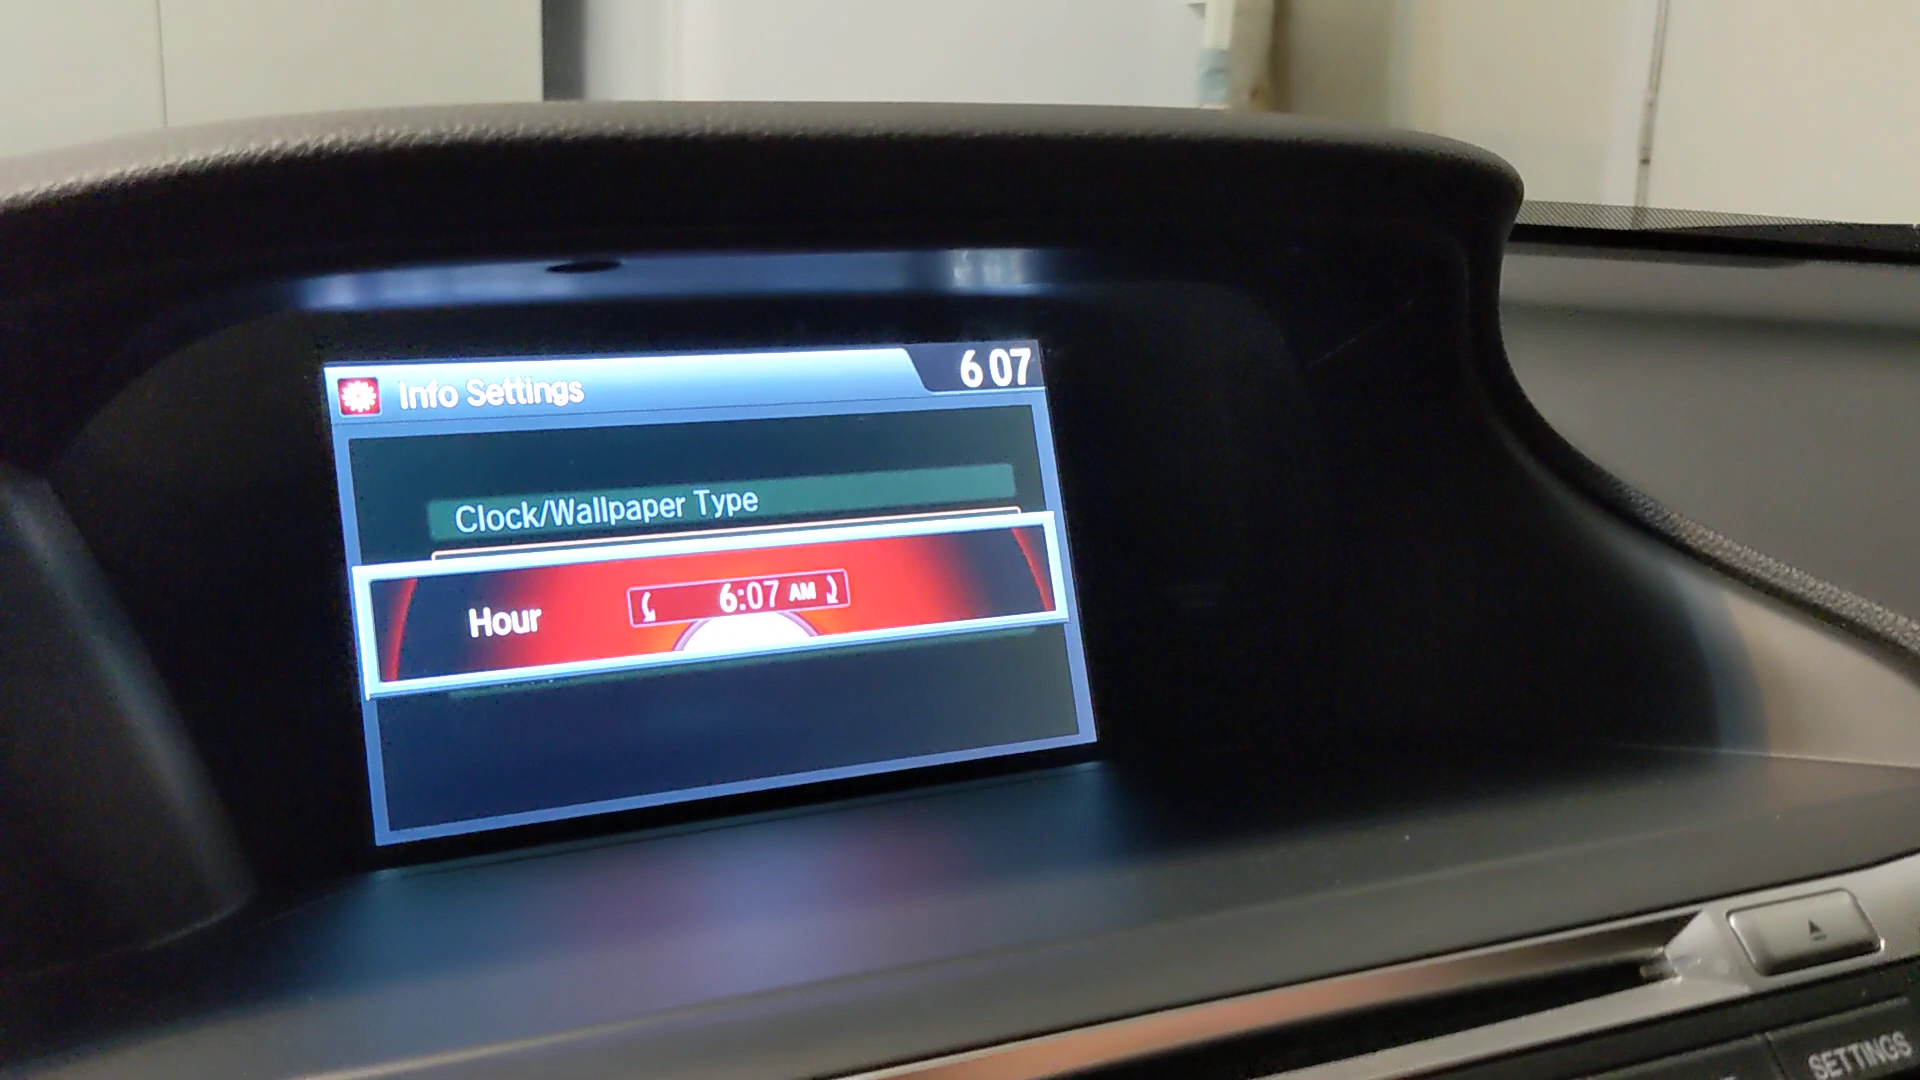 Info Settings
6 07
Clock/Wallpaper Type
Hour
6:07 AM
SETTINGS